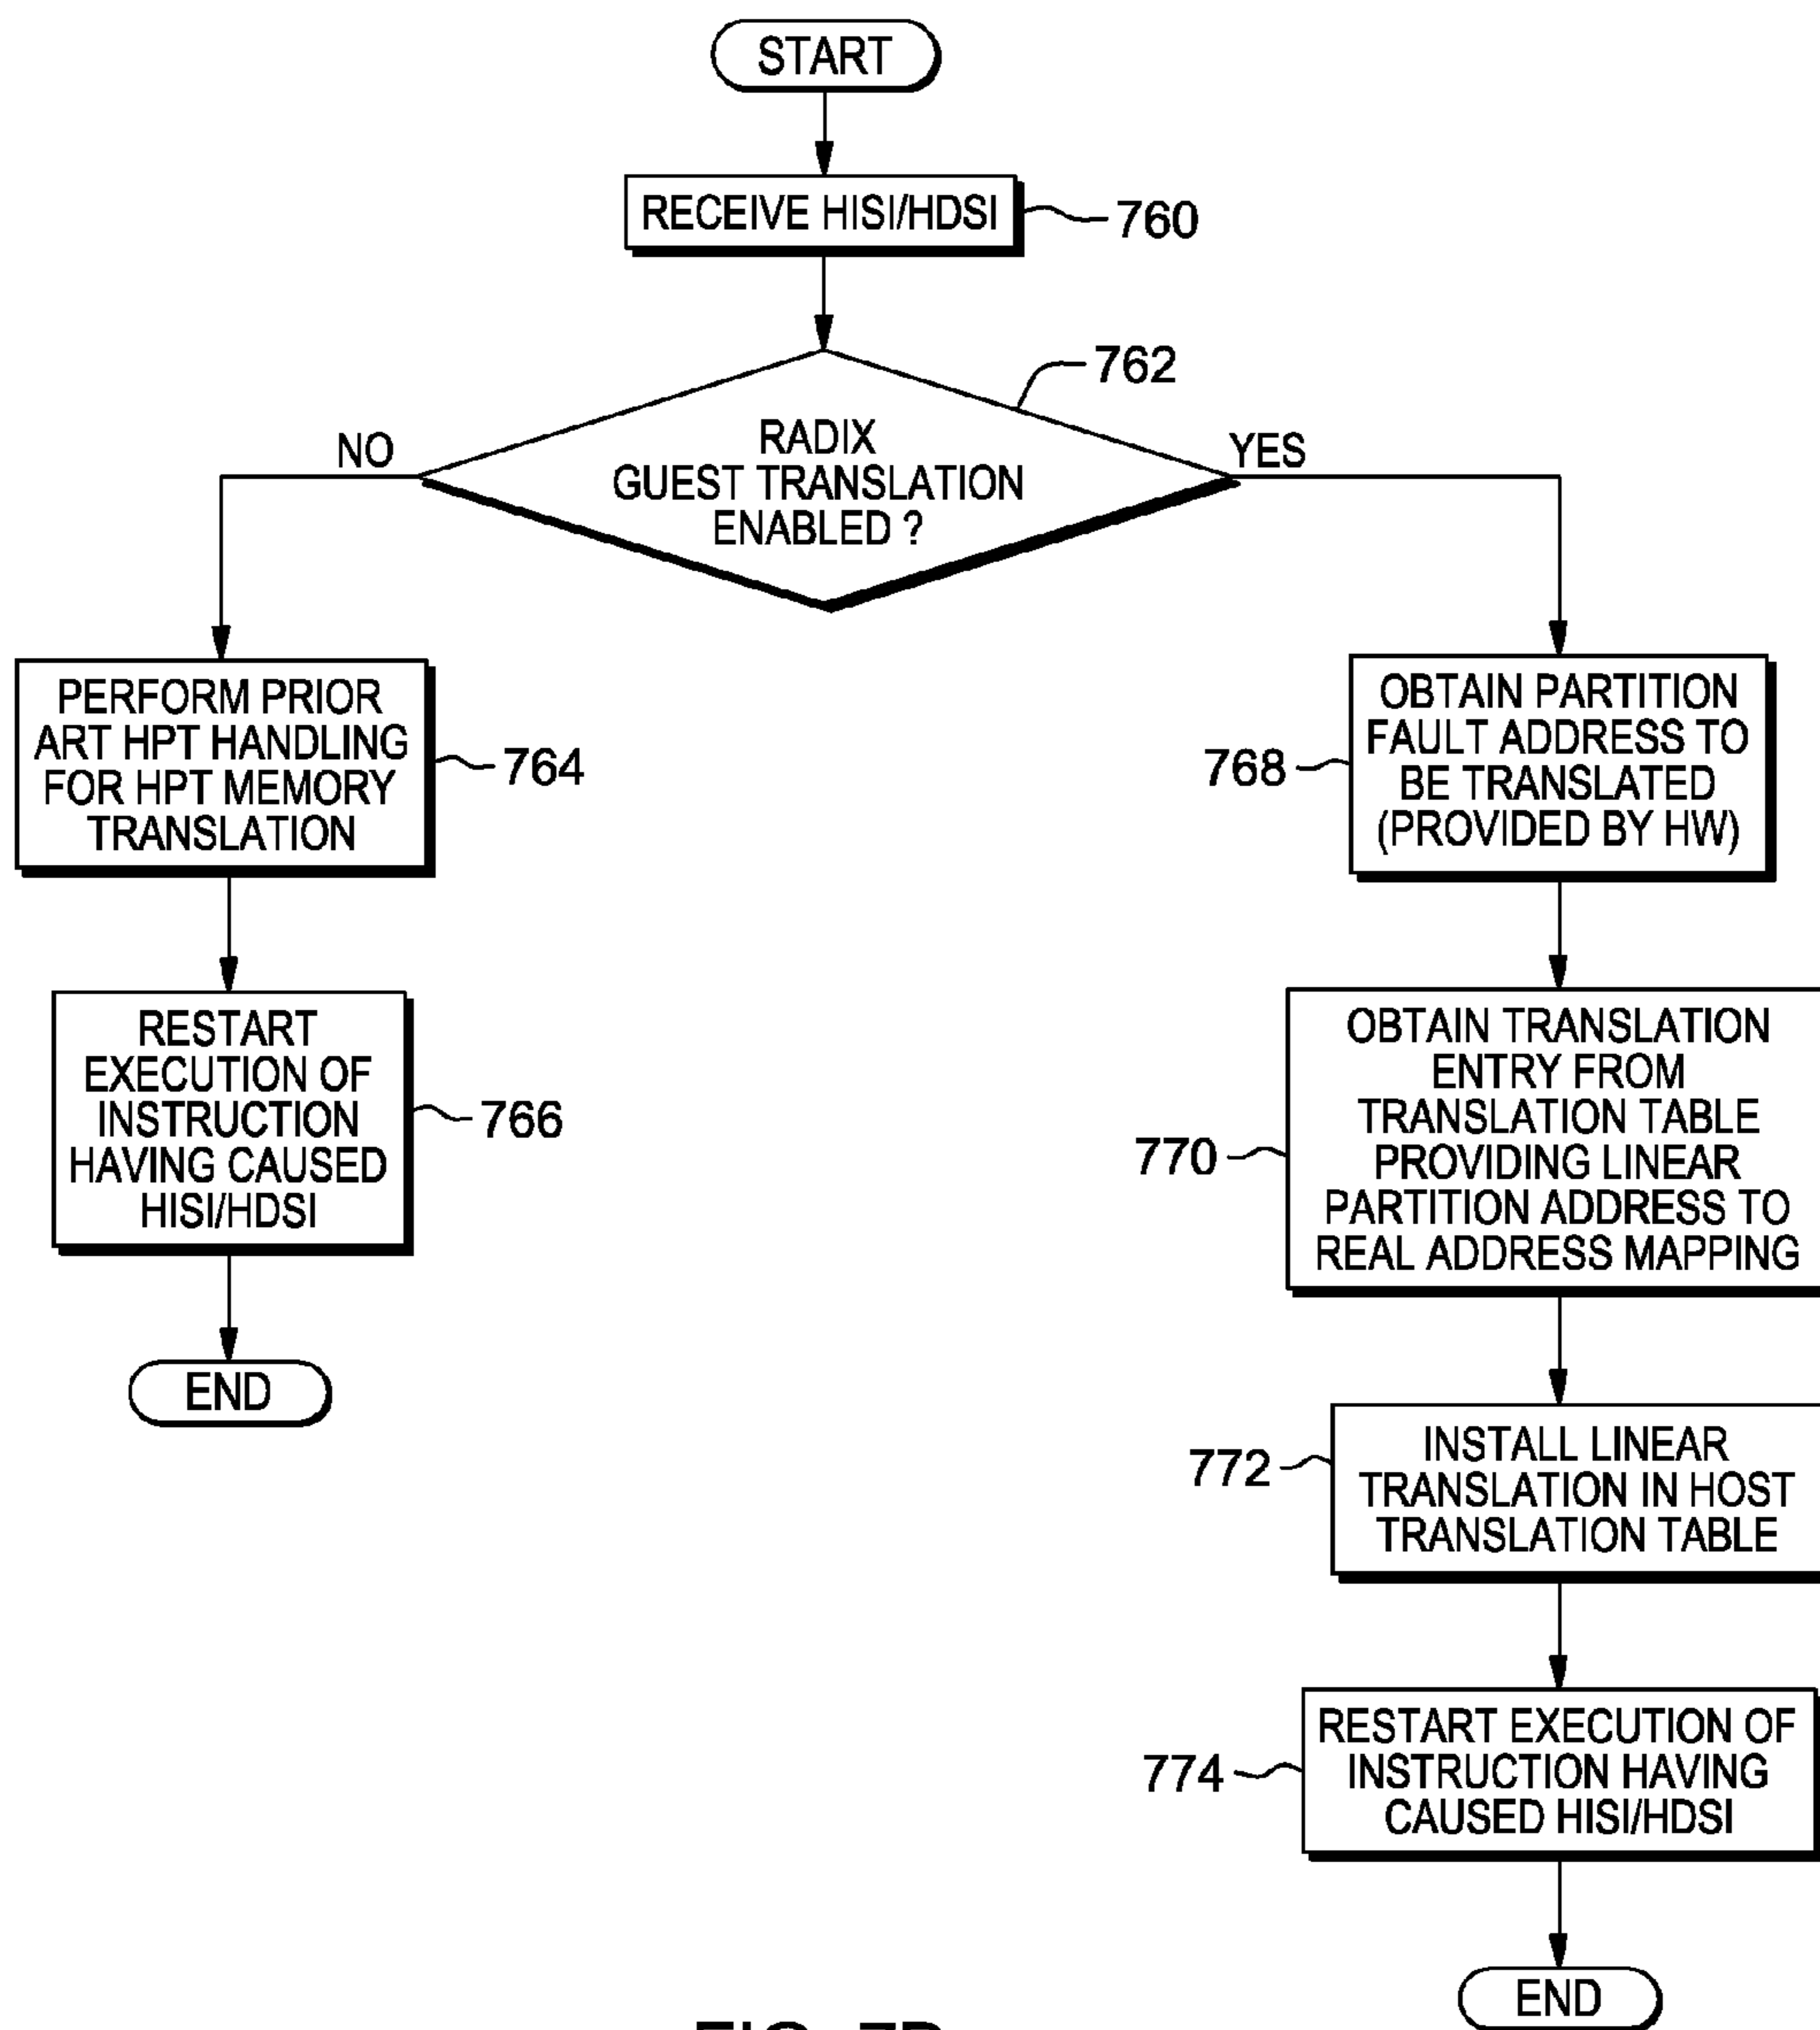 START
RECEIVE HISI/HDSI
760
762
RADIX
GUEST TRANSLATION
ENABLED ?
NO
YES
PERFORM PRIOR
ART HPT HANDLING
FOR HPT MEMORY
TRANSLATION
764
RESTART
EXECUTION OF
INSTRUCTION
HAVING CAUSED
HISI/HDSI
766
END
OBTAIN PARTITION
FAULT ADDRESS TO
BE TRANSLATED
(PROVIDED BY HW)
768
OBTAIN TRANSLATION
ENTRY FROM
TRANSLATION TABLE
PROVIDING LINEAR
PARTITION ADDRESS TO
REAL ADDRESS MAPPING
770
INSTALL LINEAR
TRANSLATION IN HOST
TRANSLATION TABLE
772
RESTART EXECUTION OF
INSTRUCTION HAVING
CAUSED HISI/HDSI
774
END